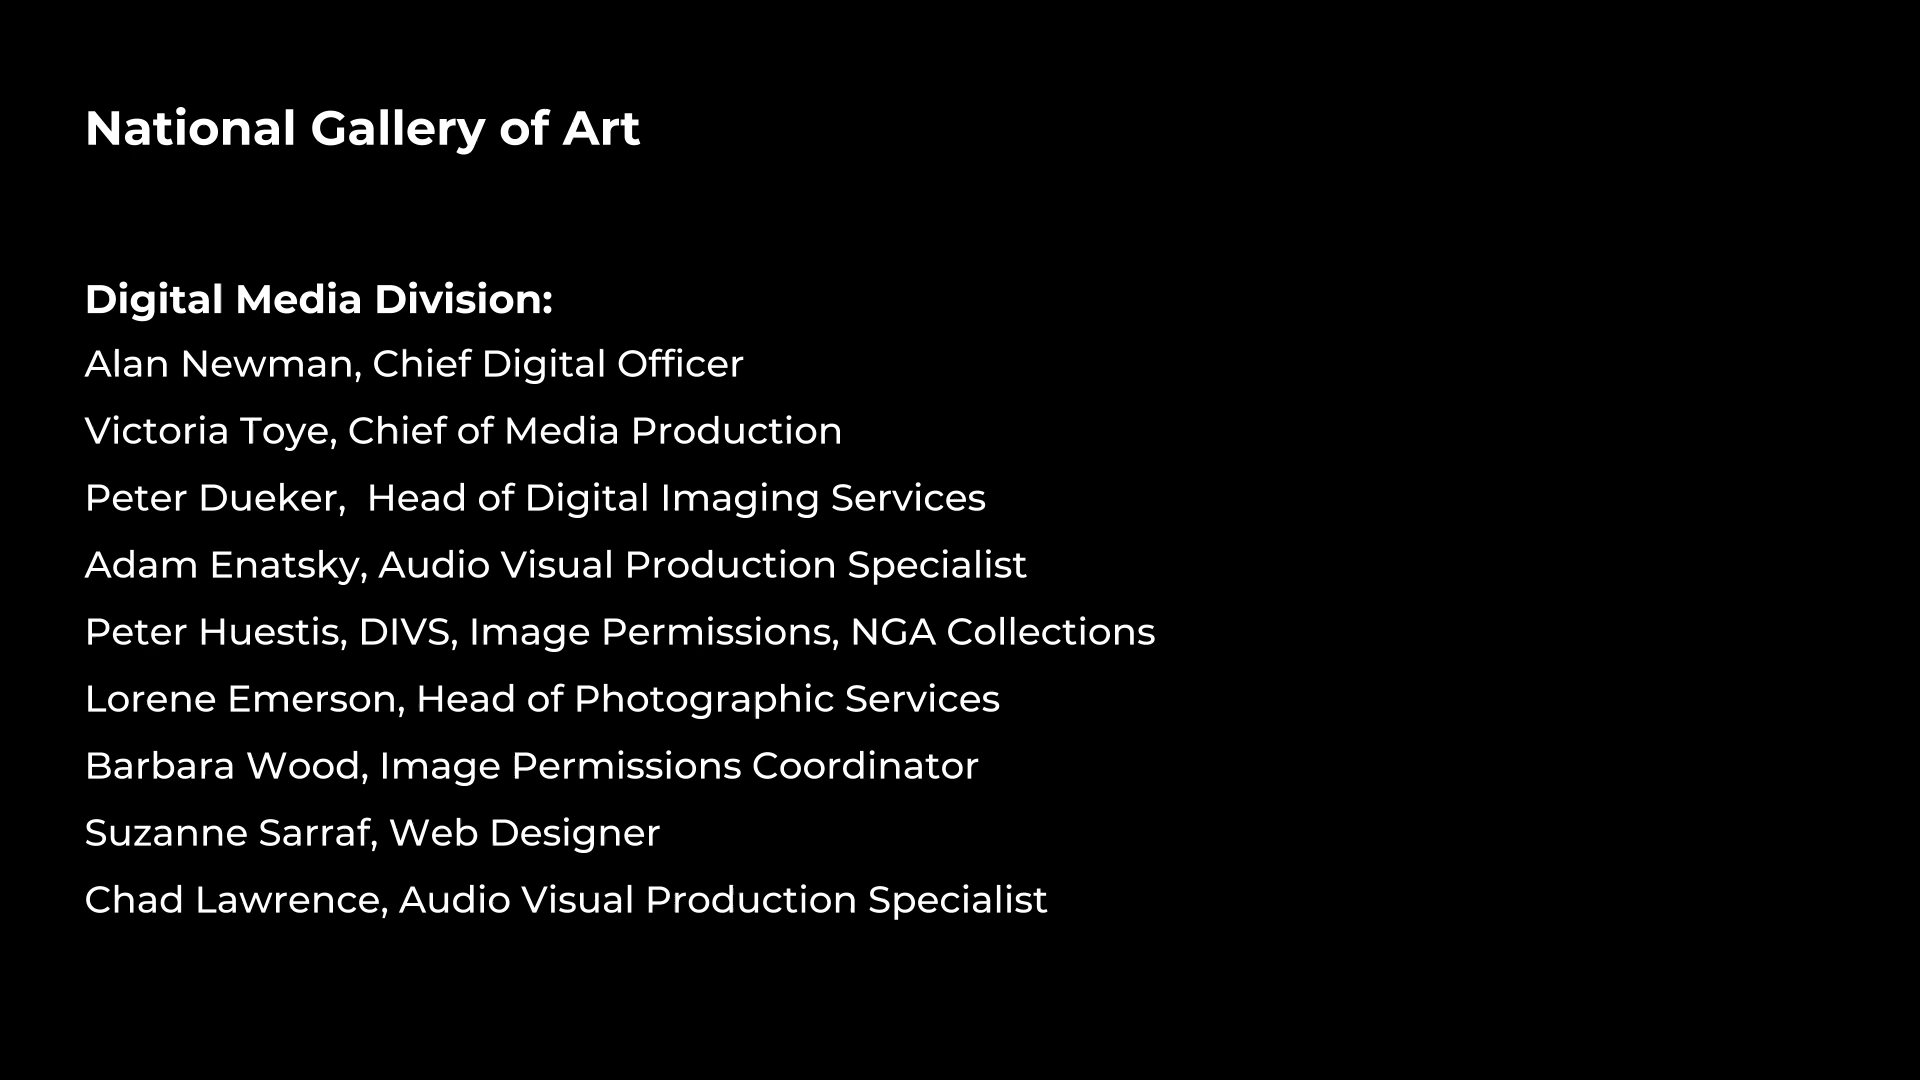 National Gallery of Art
Digital Media Division:
Alan Newman, Chief Digital Officer
Victoria Toye, Chief of Media Production
Peter Dueker,  Head of Digital Imaging Services
Adam Enatsky, Audio Visual Production Specialist
Peter Huestis, DIVS, Image Permissions, NGA Collections
Lorene Emerson, Head of Photographic Services
Barbara Wood, Image Permissions Coordinator
Suzanne Sarraf, Web Designer
Chad Lawrence, Audio Visual Production Specialist